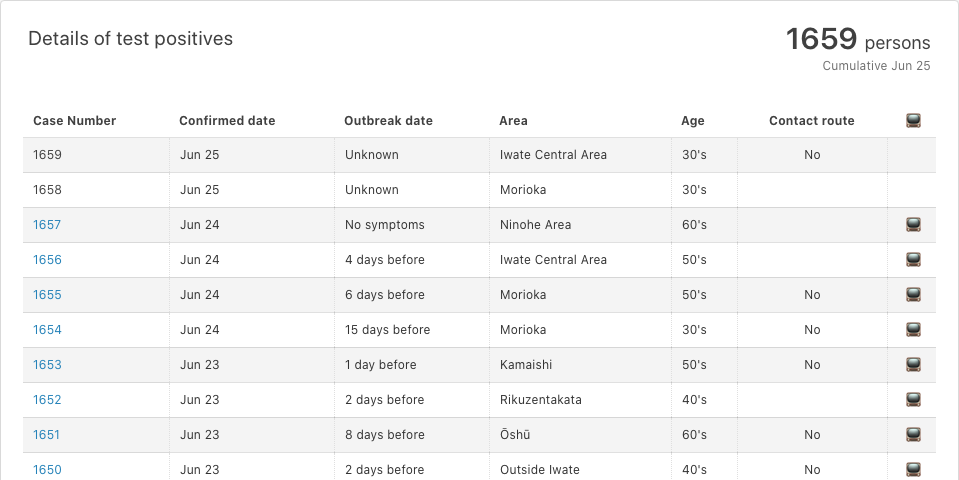 Details of test positives
1659 persons
Cumulative Jun 25
Case Number Confirmed date Outbreak date Area Age Contact route
1659 Jun 25 Unknown Iwate Central Area 30's No
1658 Jun 25 Unknown Morioka 30's
1657 Jun 24 No symptoms Ninohe Area 60's
1656 Jun 24 4 days before Iwate Central Area 50's
1655 Jun 24 6 days before Morioka 50's No
1654 Jun 24 15 days before Morioka 30's No
1653 Jun 23 1 day before Kamaishi 50's No
1652 Jun 23 2 days before Rikuzentakata 40's
1651 Jun 23 8 days before Ōshū 60's No
1650 Jun 23 2 days before Outside Iwate 40's No